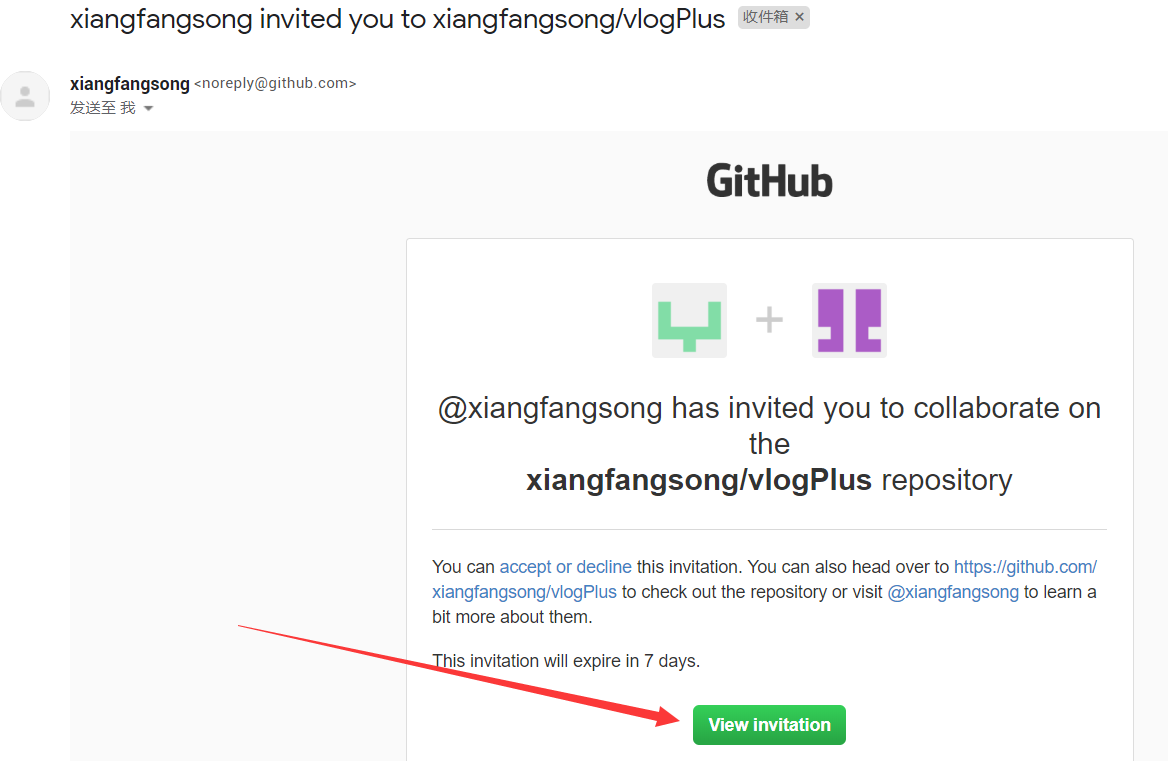 xiangfangsong invited you to xiangfangsong/vlogPlus 收件箱 ×
xiangfangsong <noreply@github.com>
发送至 我
GitHub
@xiangfangsong has invited you to collaborate on
the
xiangfangsong/vlogPlus repository
You can accept or decline this invitation. You can also head over to https://github.com/
xiangfangsong/vlogPlus to check out the repository or visit @xiangfangsong to learn a
bit more about them.
This invitation will expire in 7 days.
View invitation